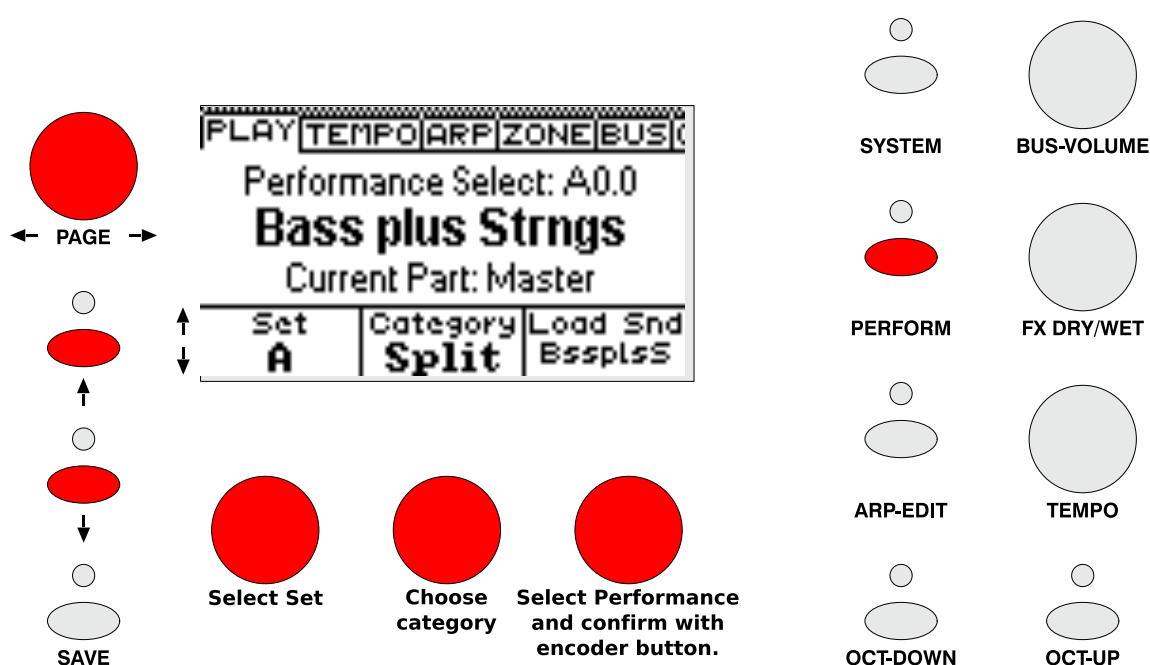 PLAY TEMPO ARP ZONE BUS
Performance Select: A0.0
Bass plus Strngs
Current Part: Master
Set Category Load Snd
A Split BssplsS
PAGE
SAVE
Select Set
Choose
category
Select Performance
and confirm with
encoder button.
SYSTEM
BUS-VOLUME
PERFORM
FX DRY/WET
ARP-EDIT
TEMPO
OCT-DOWN
OCT-UP